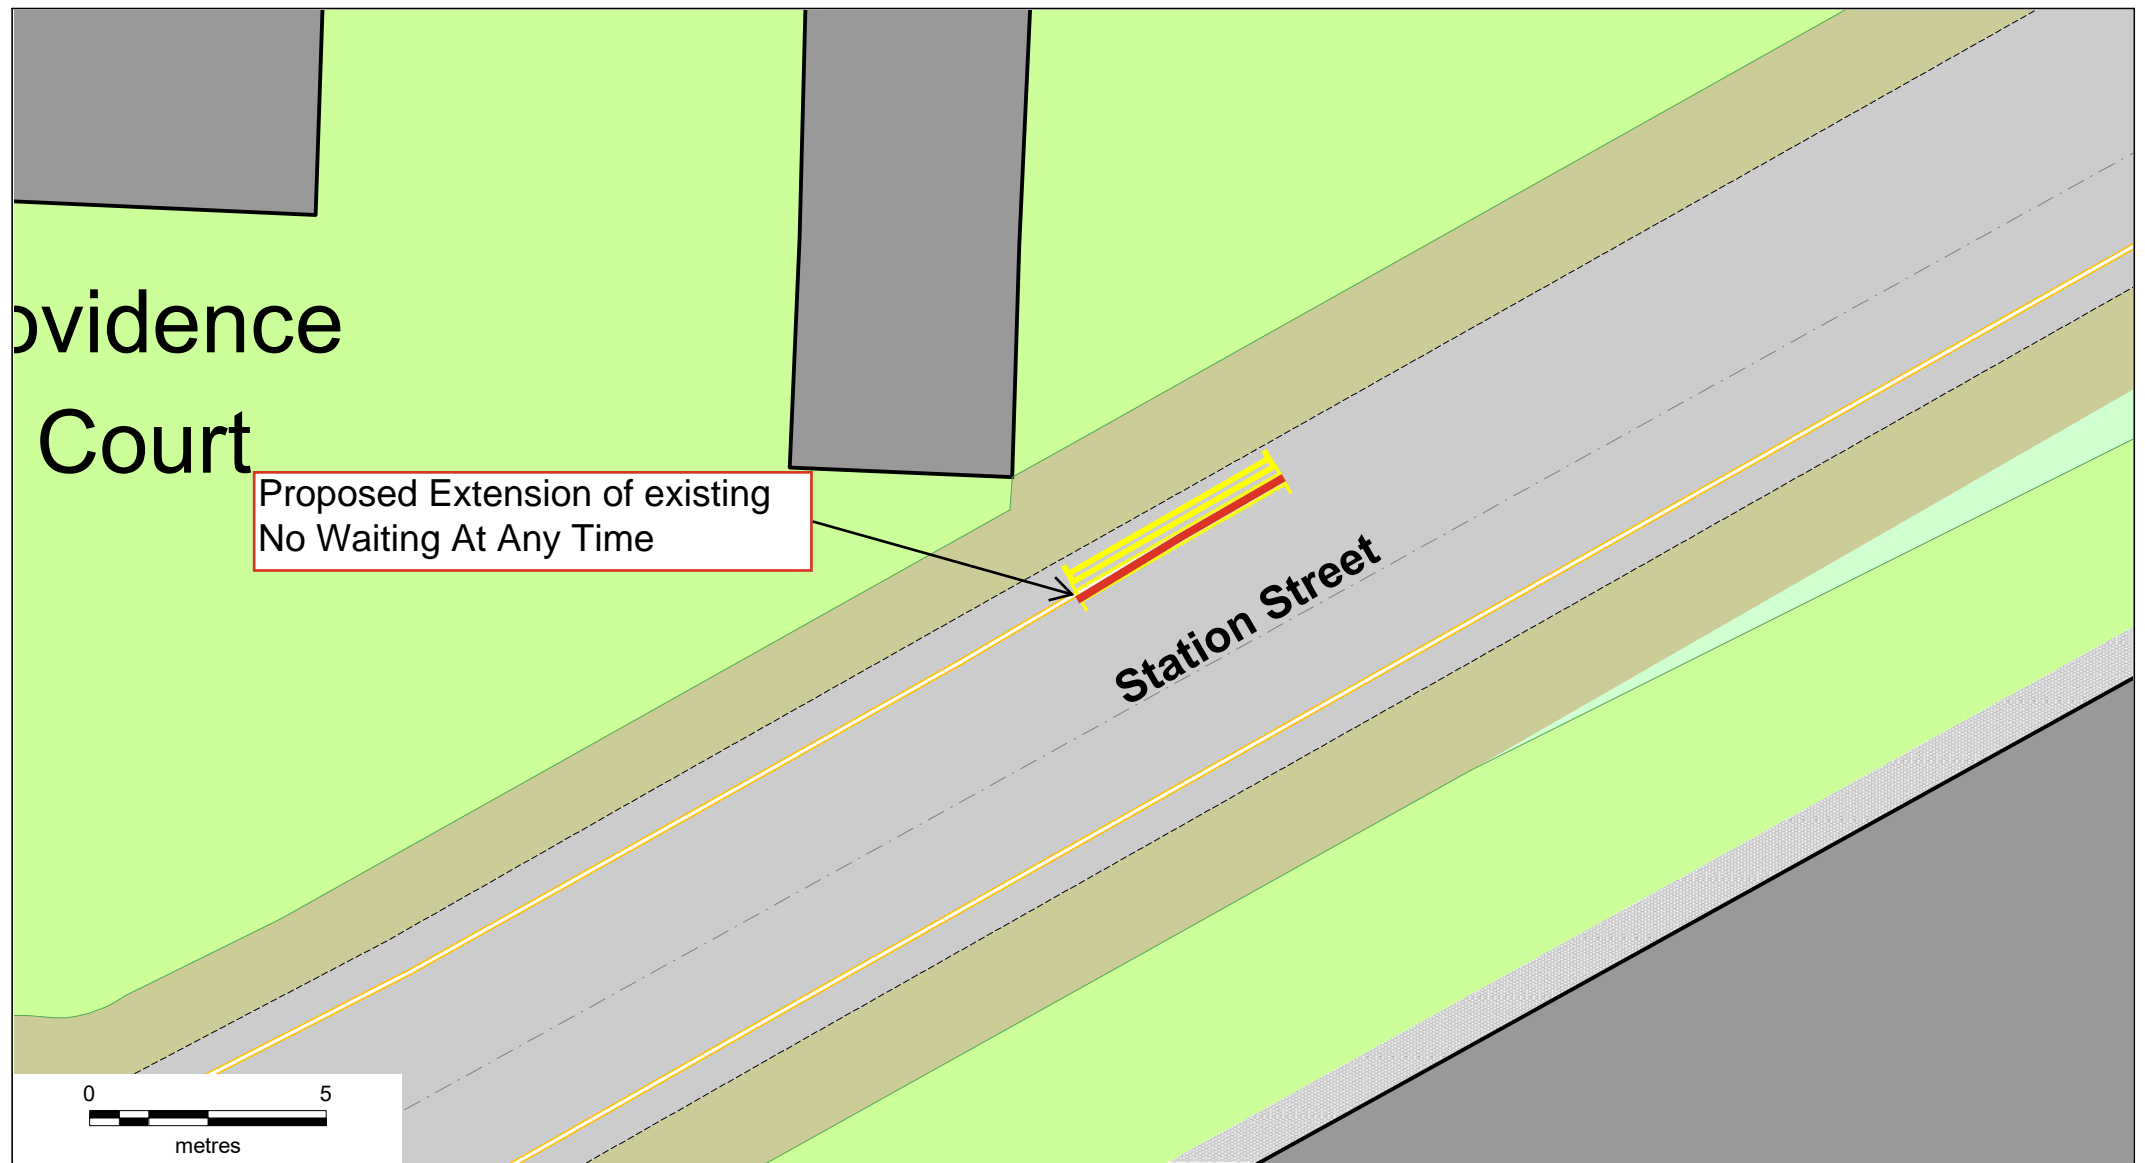 ovidence
Court
Proposed Extension of existing
No Waiting At Any Time
Station Street
0 5
metres